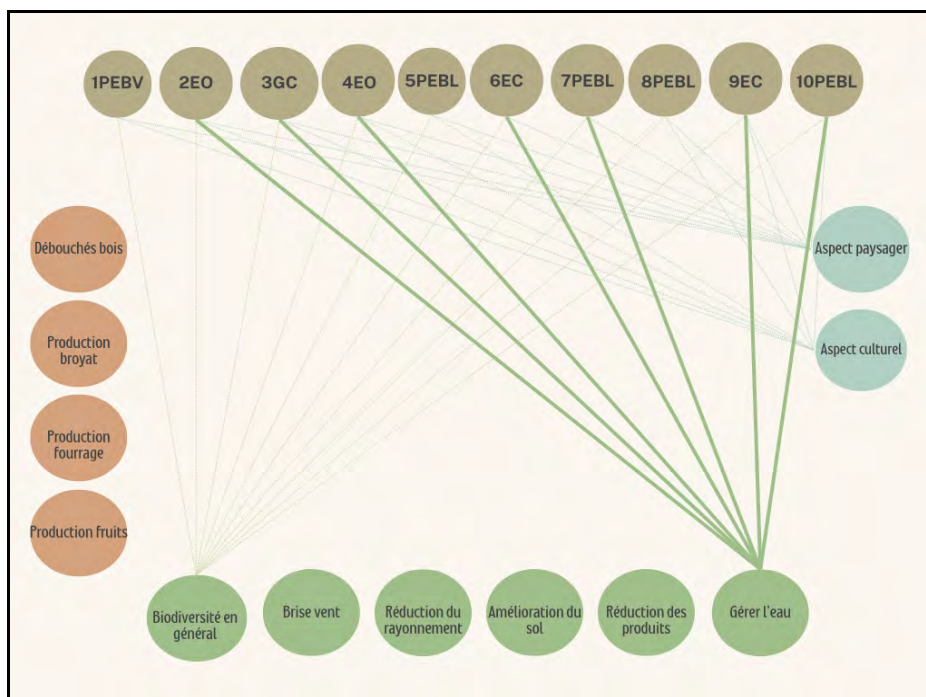 1PEBV
2EO
3GC
4EO
5PEBL
6EC
7PEBL
8PEBL
9EC
10PEBL
Débouchés bois
Production
broyat
Production
fourrage
Production fruits
Aspect paysager
Aspect culturel
Biodiversité en
général
Brise vent
Réduction du
rayonnement
Amélioration du
sol
Réduction des
produits
Gérer l'eau